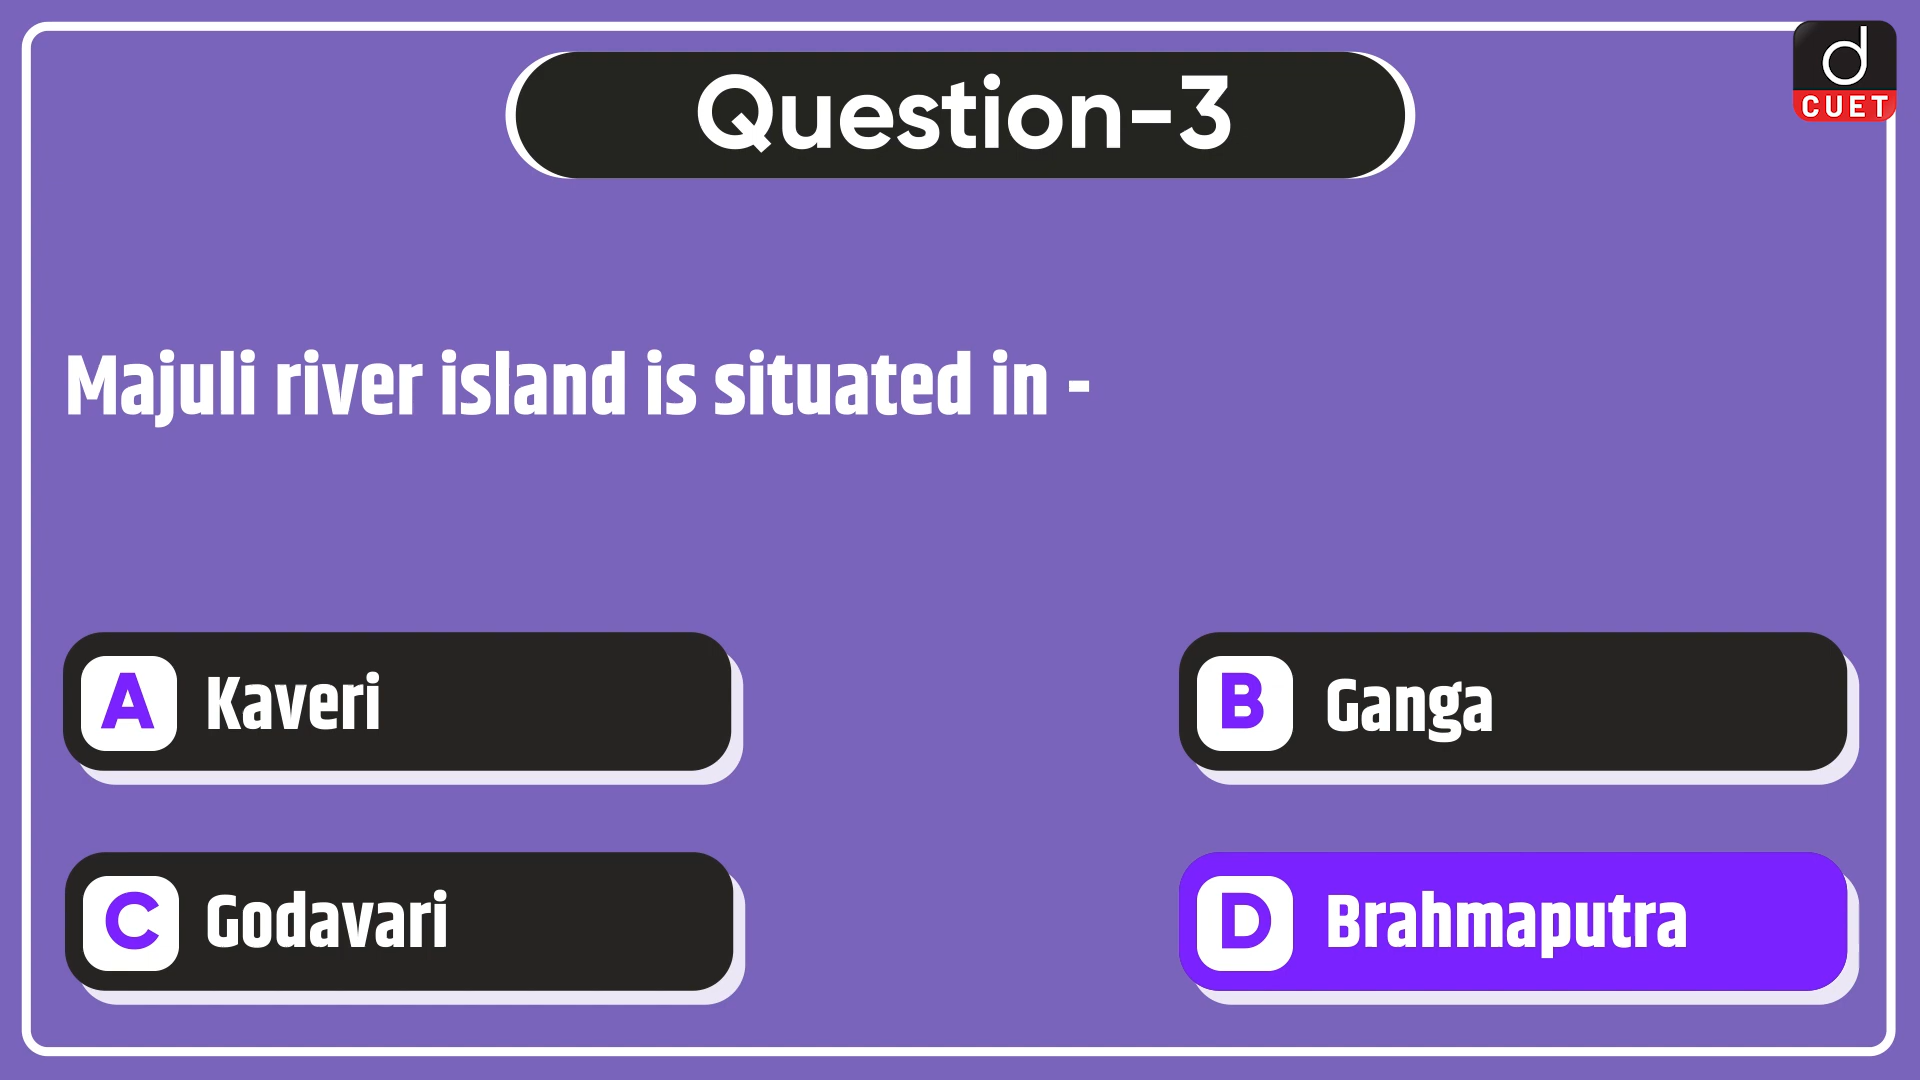 Question-3
d
CUET
Majuli river island is situated in -
A Kaveri
B Ganga
C Godavari
D Brahmaputra